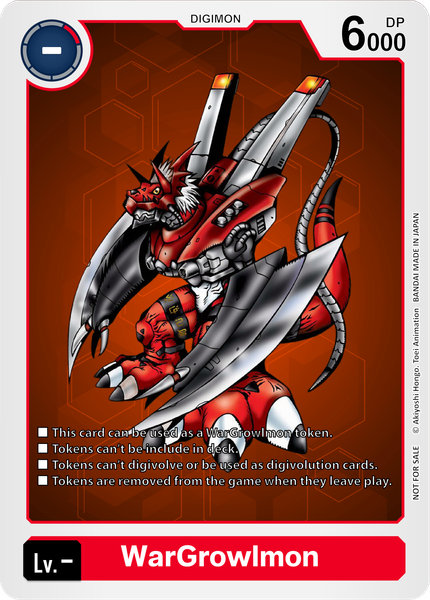 DIGIMON
-
DP
6000
■ This card can be used as a WarGrowlmon token.
■ Tokens can't be include in deck.
■ Tokens can't digivolve or be used as digivolution cards.
■ Tokens are removed from the game when they leave play.
NOT FOR SALE © Akiyoshi Hongo. Toei Animation BANDAI MADE IN JAPAN
Lv.-
WarGrowlmon